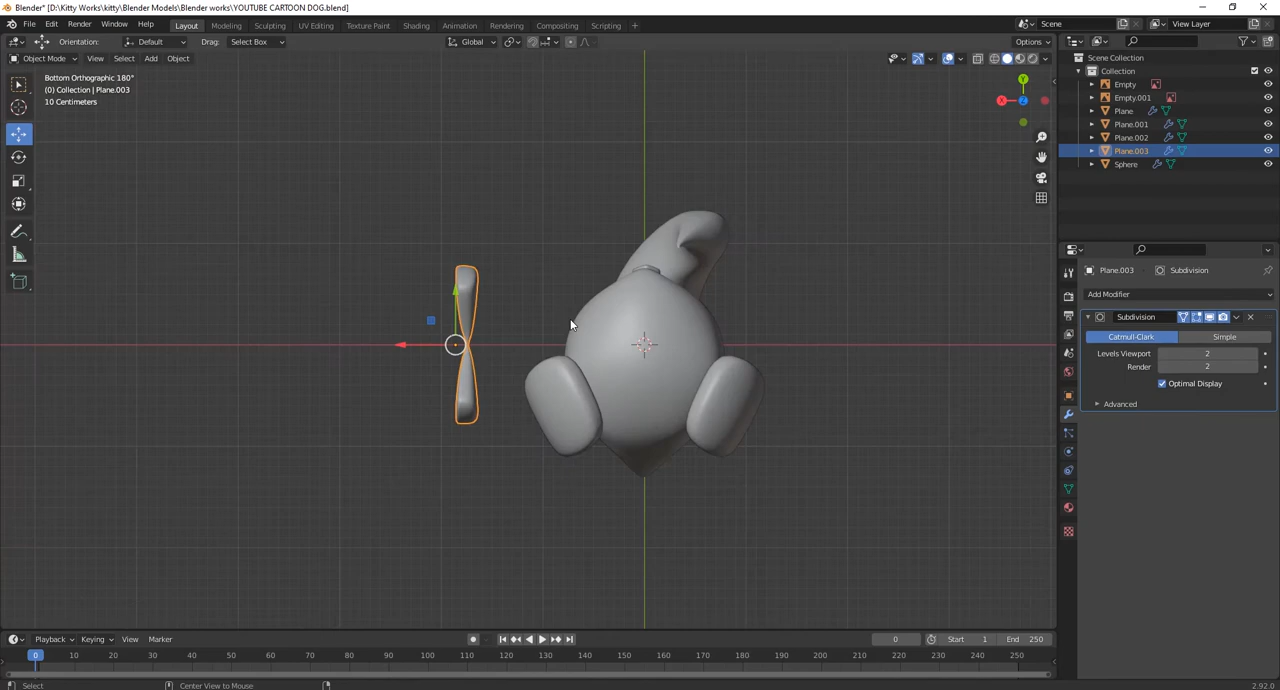 Blender* [D:\Kitty Works\kitty\Blender Models\Blender works\YOUTUBE CARTOON DOG.blend]
File Edit Render Window Help Layout Modeling Sculpting UV Editing Texture Paint Shading Animation Rendering Compositing Scripting + Scene View Layer
Orientation: Default Drag: Select Box Global Options
Object Mode View Select Add Object
Bottom Orthographic 180°
(0) Collection | Plane.003
10 Centimeters
Y
X Z
Scene Collection
Collection
Empty
Empty.001
Plane
Plane.001
Plane.002
Plane.003
Sphere
Plane.003 Subdivision
Add Modifier
Subdivision
Catmull-Clark Simple
Levels Viewport 2
Render 2
Optimal Display
Advanced
Playback Keying View Marker 0 Start 1 End 250
0 10 20 30 40 50 60 70 80 90 100 110 120 130 140 150 160 170 180 190 200 210 220 230 240 250
Select Center View to Mouse 2.92.0